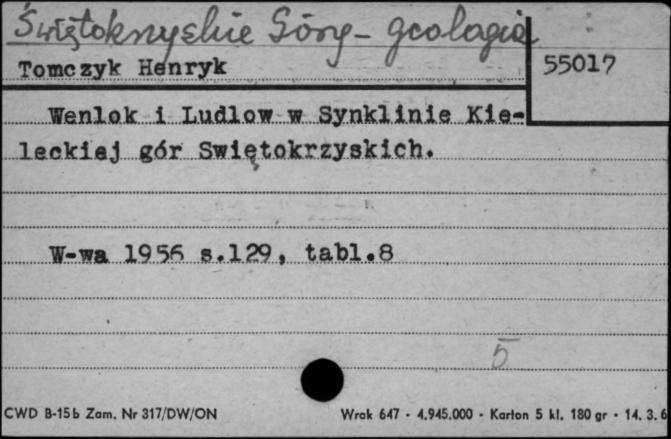 Świętokrzyskie Góry - geologia
Tomczyk Henryk 55017
Wenlok i Ludlow w Synklinie Kie-
leckiej gór Swiętokrzyskich.
W-wa 1956 s.129, tabl.8
5
CWD B-15b Zam. Nr 317/DW/ON Wrak 647 - 4.945.000 - Karton 5 kl. 180 gr - 14. 3. 6